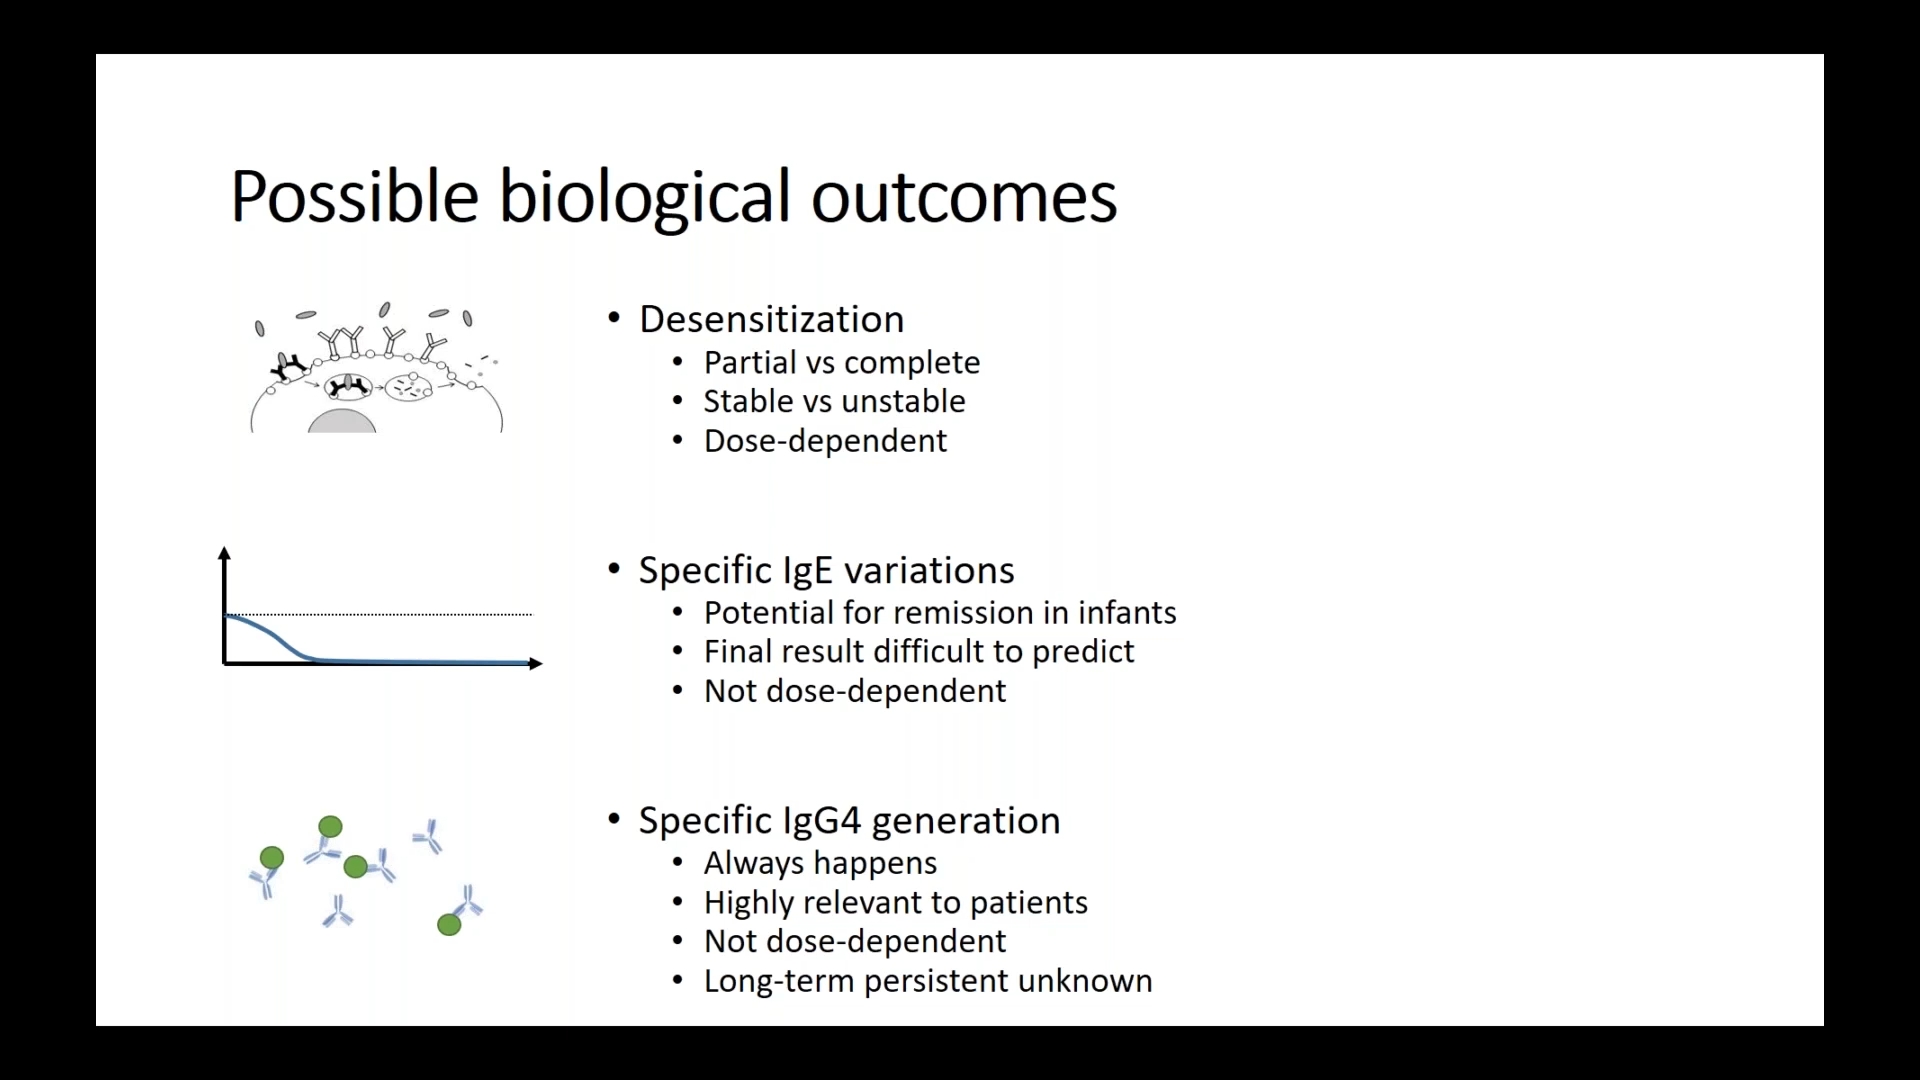 Possible biological outcomes
• Desensitization
• Partial vs complete
• Stable vs unstable
• Dose-dependent
• Specific IgE variations
• Potential for remission in infants
• Final result difficult to predict
• Not dose-dependent
• Specific IgG4 generation
• Always happens
• Highly relevant to patients
• Not dose-dependent
• Long-term persistent unknown